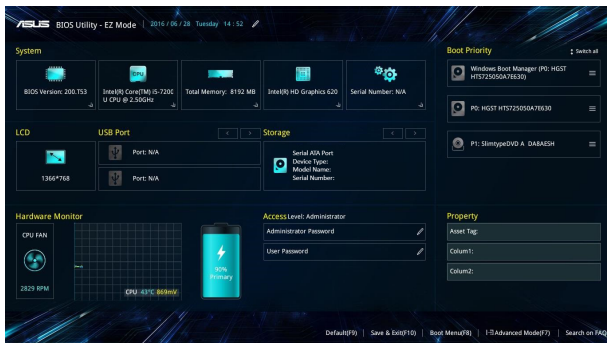 ASUS BIOS Utility - EZ Mode 2016 / 06 / 28 Tuesday 14 : 52
System
BIOS Version: 200.T53
CPU
Intel(R) Core(TM) i5-7200
U CPU @ 2.50GHz
Total Memory: 8192 MB
Intel(R) HD Graphics 620
Serial Number: N/A
Boot Priority
Switch all
Windows Boot Manager (P0: HGST
HTS725050A7E630)
P0: HGST HTS725050A7E630
P1: SlimtypeDVD A DA8AESH
LCD
1366*768
USB Port
Port: N/A
Port: N/A
Storage
Serial ATA Port
Device Type:
Model Name:
Serial Number:
Hardware Monitor
CPU FAN
2829 RPM
CPU 43°C 869mV
90%
Primary
Access Level: Administrator
Administrator Password
User Password
Property
Asset Tag:
Colum1:
Colum2:
Default(F9) | Save & Exit(F10) | Boot Menu(F8) | Advanced Mode(F7) | Search on FAQ